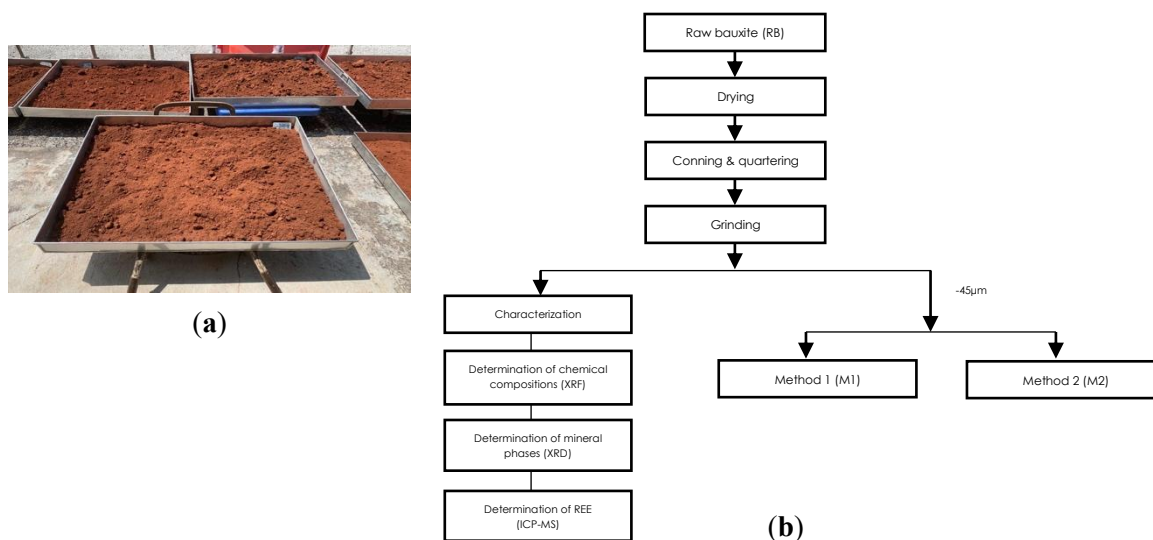 Raw bauxite (RB)
Drying
Conning & quartering
Grinding
-45µm
Characterization
Determination of chemical
compositions (XRF)
Determination of mineral
phases (XRD)
Determination of REE
(ICP-MS)
Method 1 (M1)
Method 2 (M2)
(a)
(b)